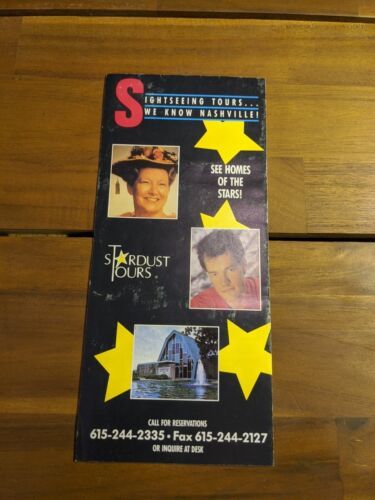 SIGHTSEEING TOURS...
WE KNOW NASHVILLE!
SEE HOMES
OF THE
STARS!
STARDUST
TOURS
CALL FOR RESERVATIONS
615-244-2335 • Fax 615-244-2127
OR INQUIRE AT DESK